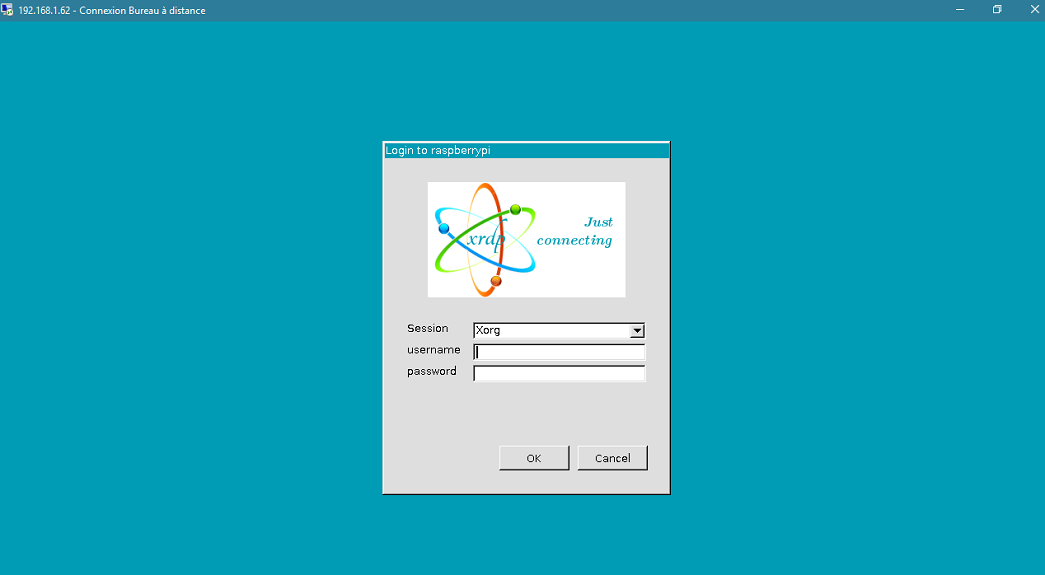 192.168.1.62 - Connexion Bureau à distance
Login to raspberrypi
xrdp
Just
connecting
Session
Xorg
username
password
OK
Cancel